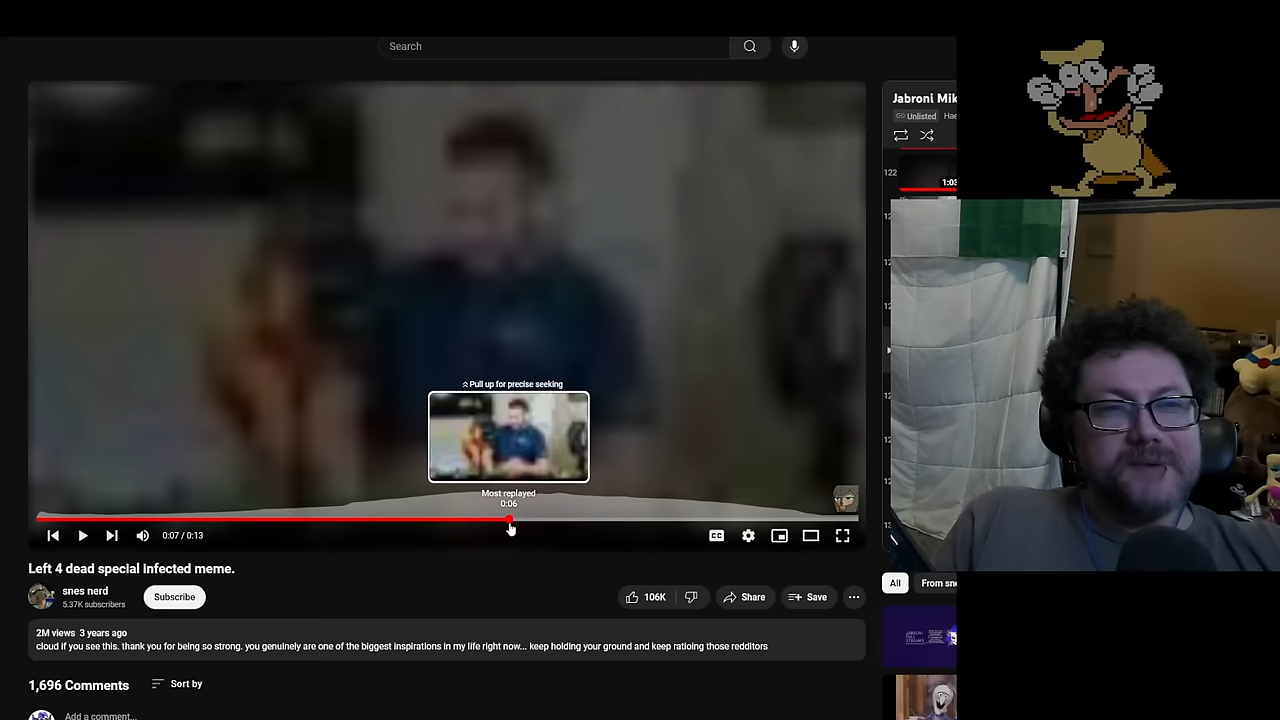 Search
Pull up for precise seeking
Most replayed
0:06
0:07 / 0:13
CC
Left 4 dead special infected meme.
snes nerd
5.37K subscribers
Subscribe
106K
Share
Save
2M views 3 years ago
cloud if you see this. thank you for being so strong. you genuinely are one of the biggest inspirations in my life right now... keep holding your ground and keep ratioing those redditors
1,696 Comments
Sort by
Add a comment...
Jabroni Mik
Unlisted
122
1:03
All
From sne